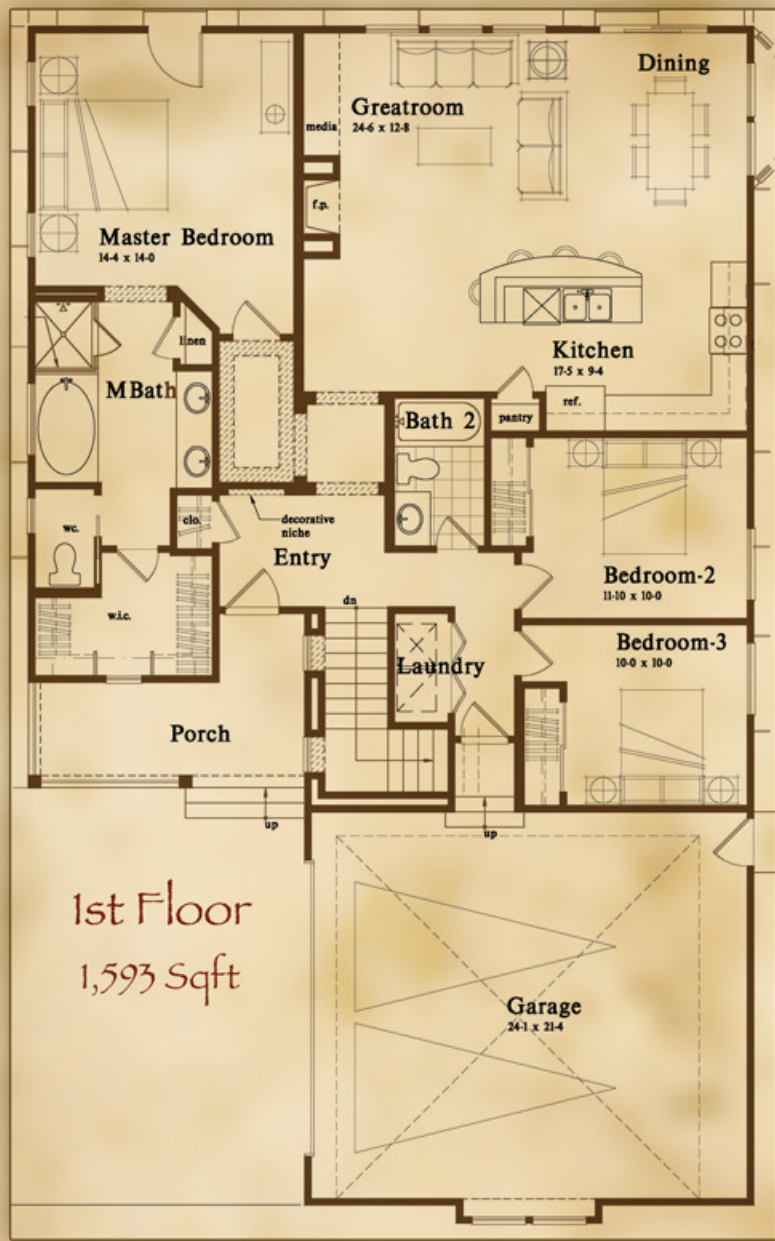 Dining
Greatroom
24-6 x 12-8
media
f.p.
Master Bedroom
14-4 x 14-0
linen
Kitchen
17-5 x 9-4
MBath
ref.
pantry
Bath 2
clo.
decorative
niche
wc.
Entry
Bedroom-2
11-10 x 10-0
dn
w.i.c.
Bedroom-3
10-0 x 10-0
Laundry
Porch
up
up
1st Floor
1,593 Sqft
Garage
24-1 x 21-4